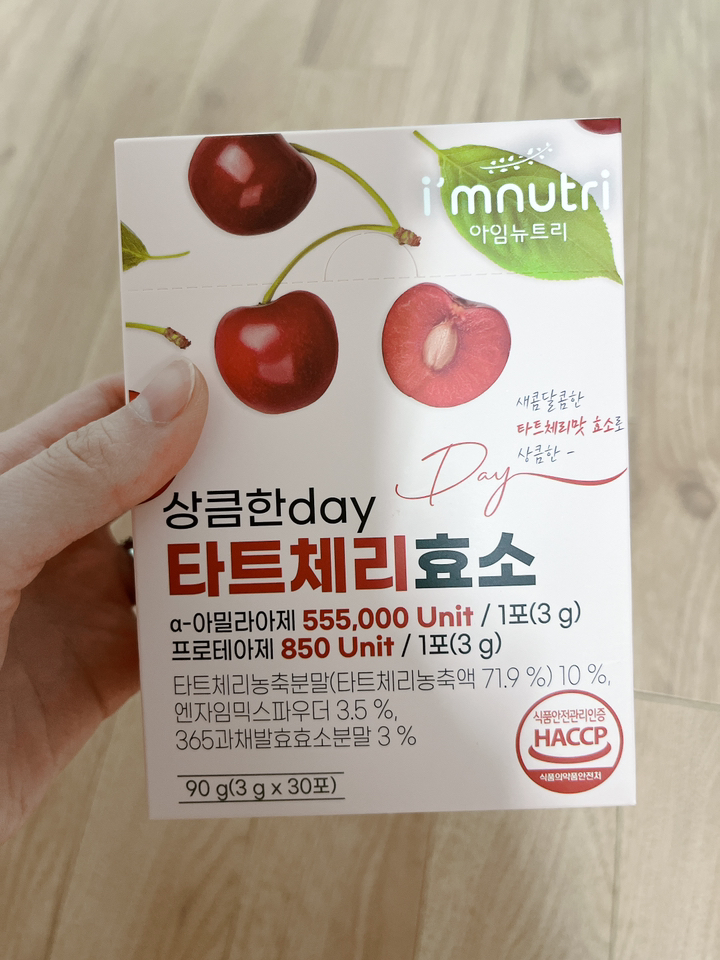 i'mnutri
아임뉴트리
새콤달콤한
타트체리맛 효소로
상큼한 -
Day
상큼한day
타트체리효소
α-아밀라아제 555,000 Unit / 1포(3 g)
프로테아제 850 Unit / 1포(3 g)
타트체리농축분말(타트체리농축액 71.9 %) 10 %,
엔자임믹스파우더 3.5 %,
365과채발효효소분말 3 %
식품안전관리인증
HACCP
식품의약품안전처
90 g(3 g x 30포)